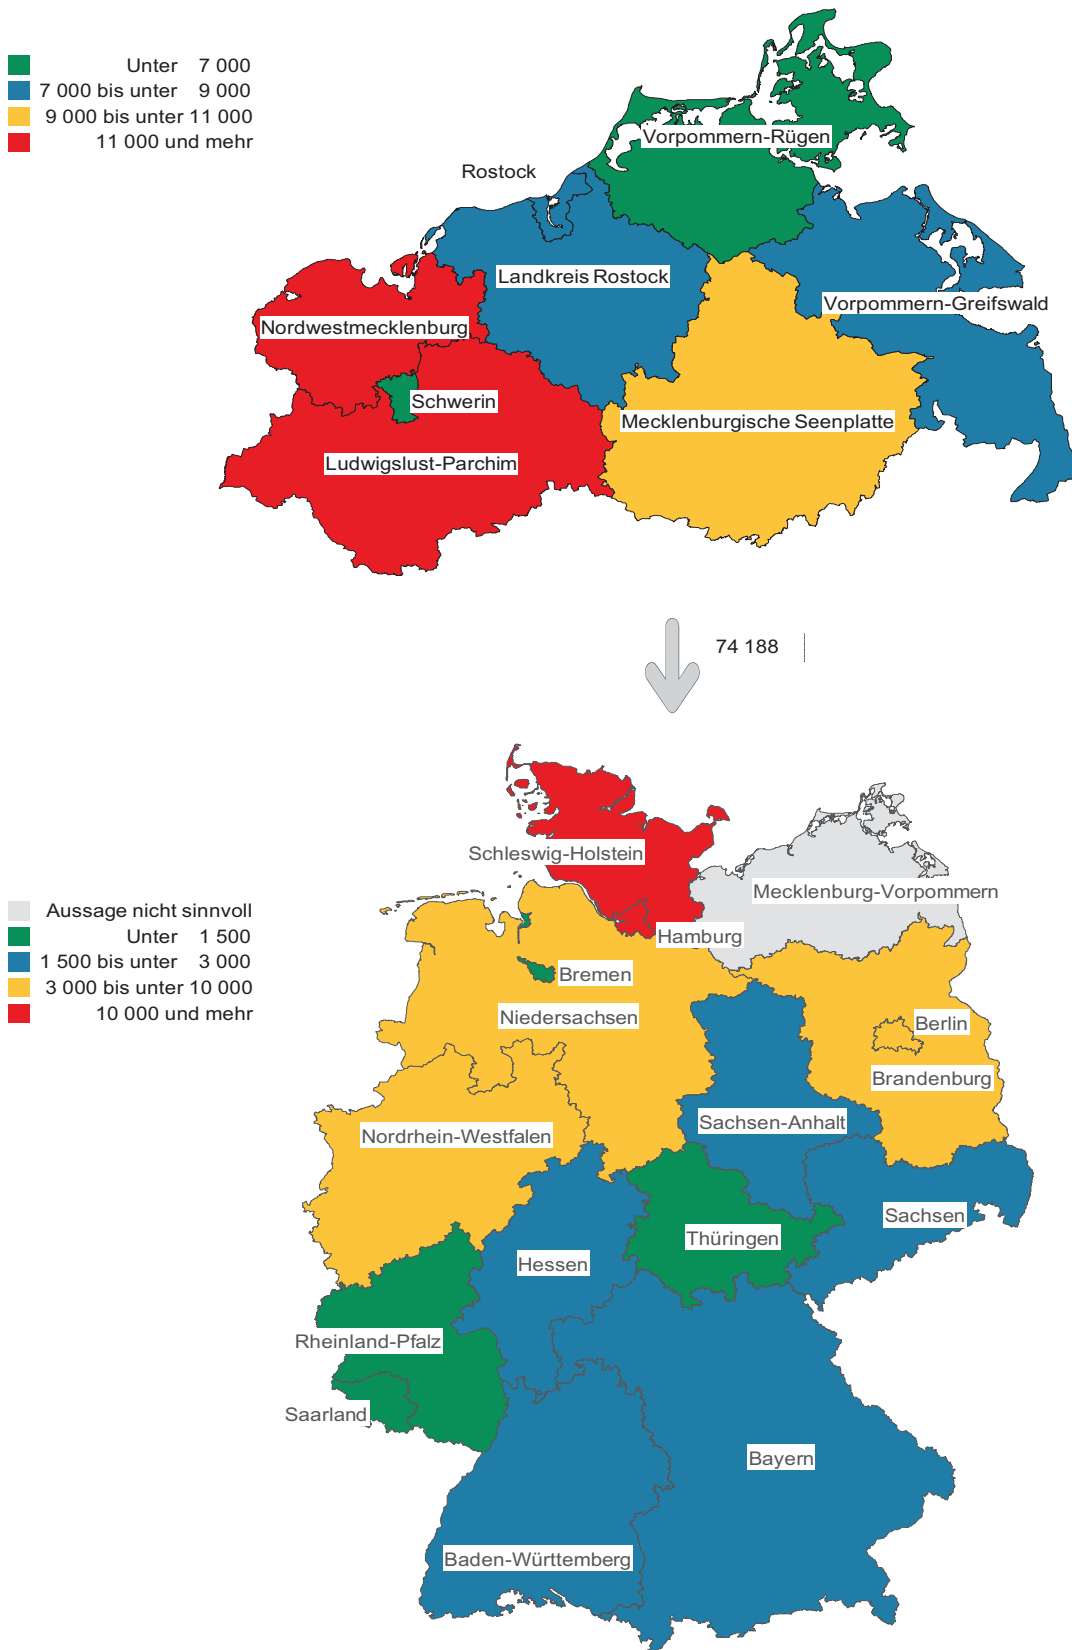 Unter 7 000
7 000 bis unter 9 000
9 000 bis unter 11 000
11 000 und mehr
Vorpommern-Rügen
Rostock
Landkreis Rostock
Vorpommern-Greifswald
Nordwestmecklenburg
Schwerin
Mecklenburgische Seenplatte
Ludwigslust-Parchim
74 188
Schleswig-Holstein
Mecklenburg-Vorpommern
Aussage nicht sinnvoll
Unter 1 500
1 500 bis unter 3 000
3 000 bis unter 10 000
10 000 und mehr
Hamburg
Bremen
Niedersachsen
Berlin
Brandenburg
Sachsen-Anhalt
Nordrhein-Westfalen
Sachsen
Thüringen
Hessen
Rheinland-Pfalz
Saarland
Bayern
Baden-Württemberg